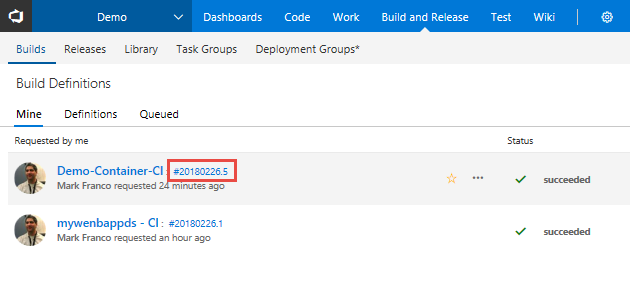 Demo Dashboards Code Work Build and Release Test Wiki
Builds Releases Library Task Groups Deployment Groups*
Build Definitions
Mine Definitions Queued
Requested by me Status
Demo-Container-CI : #20180226.5 succeeded
Mark Franco requested 24 minutes ago
mywenbappds - CI : #20180226.1 succeeded
Mark Franco requested an hour ago